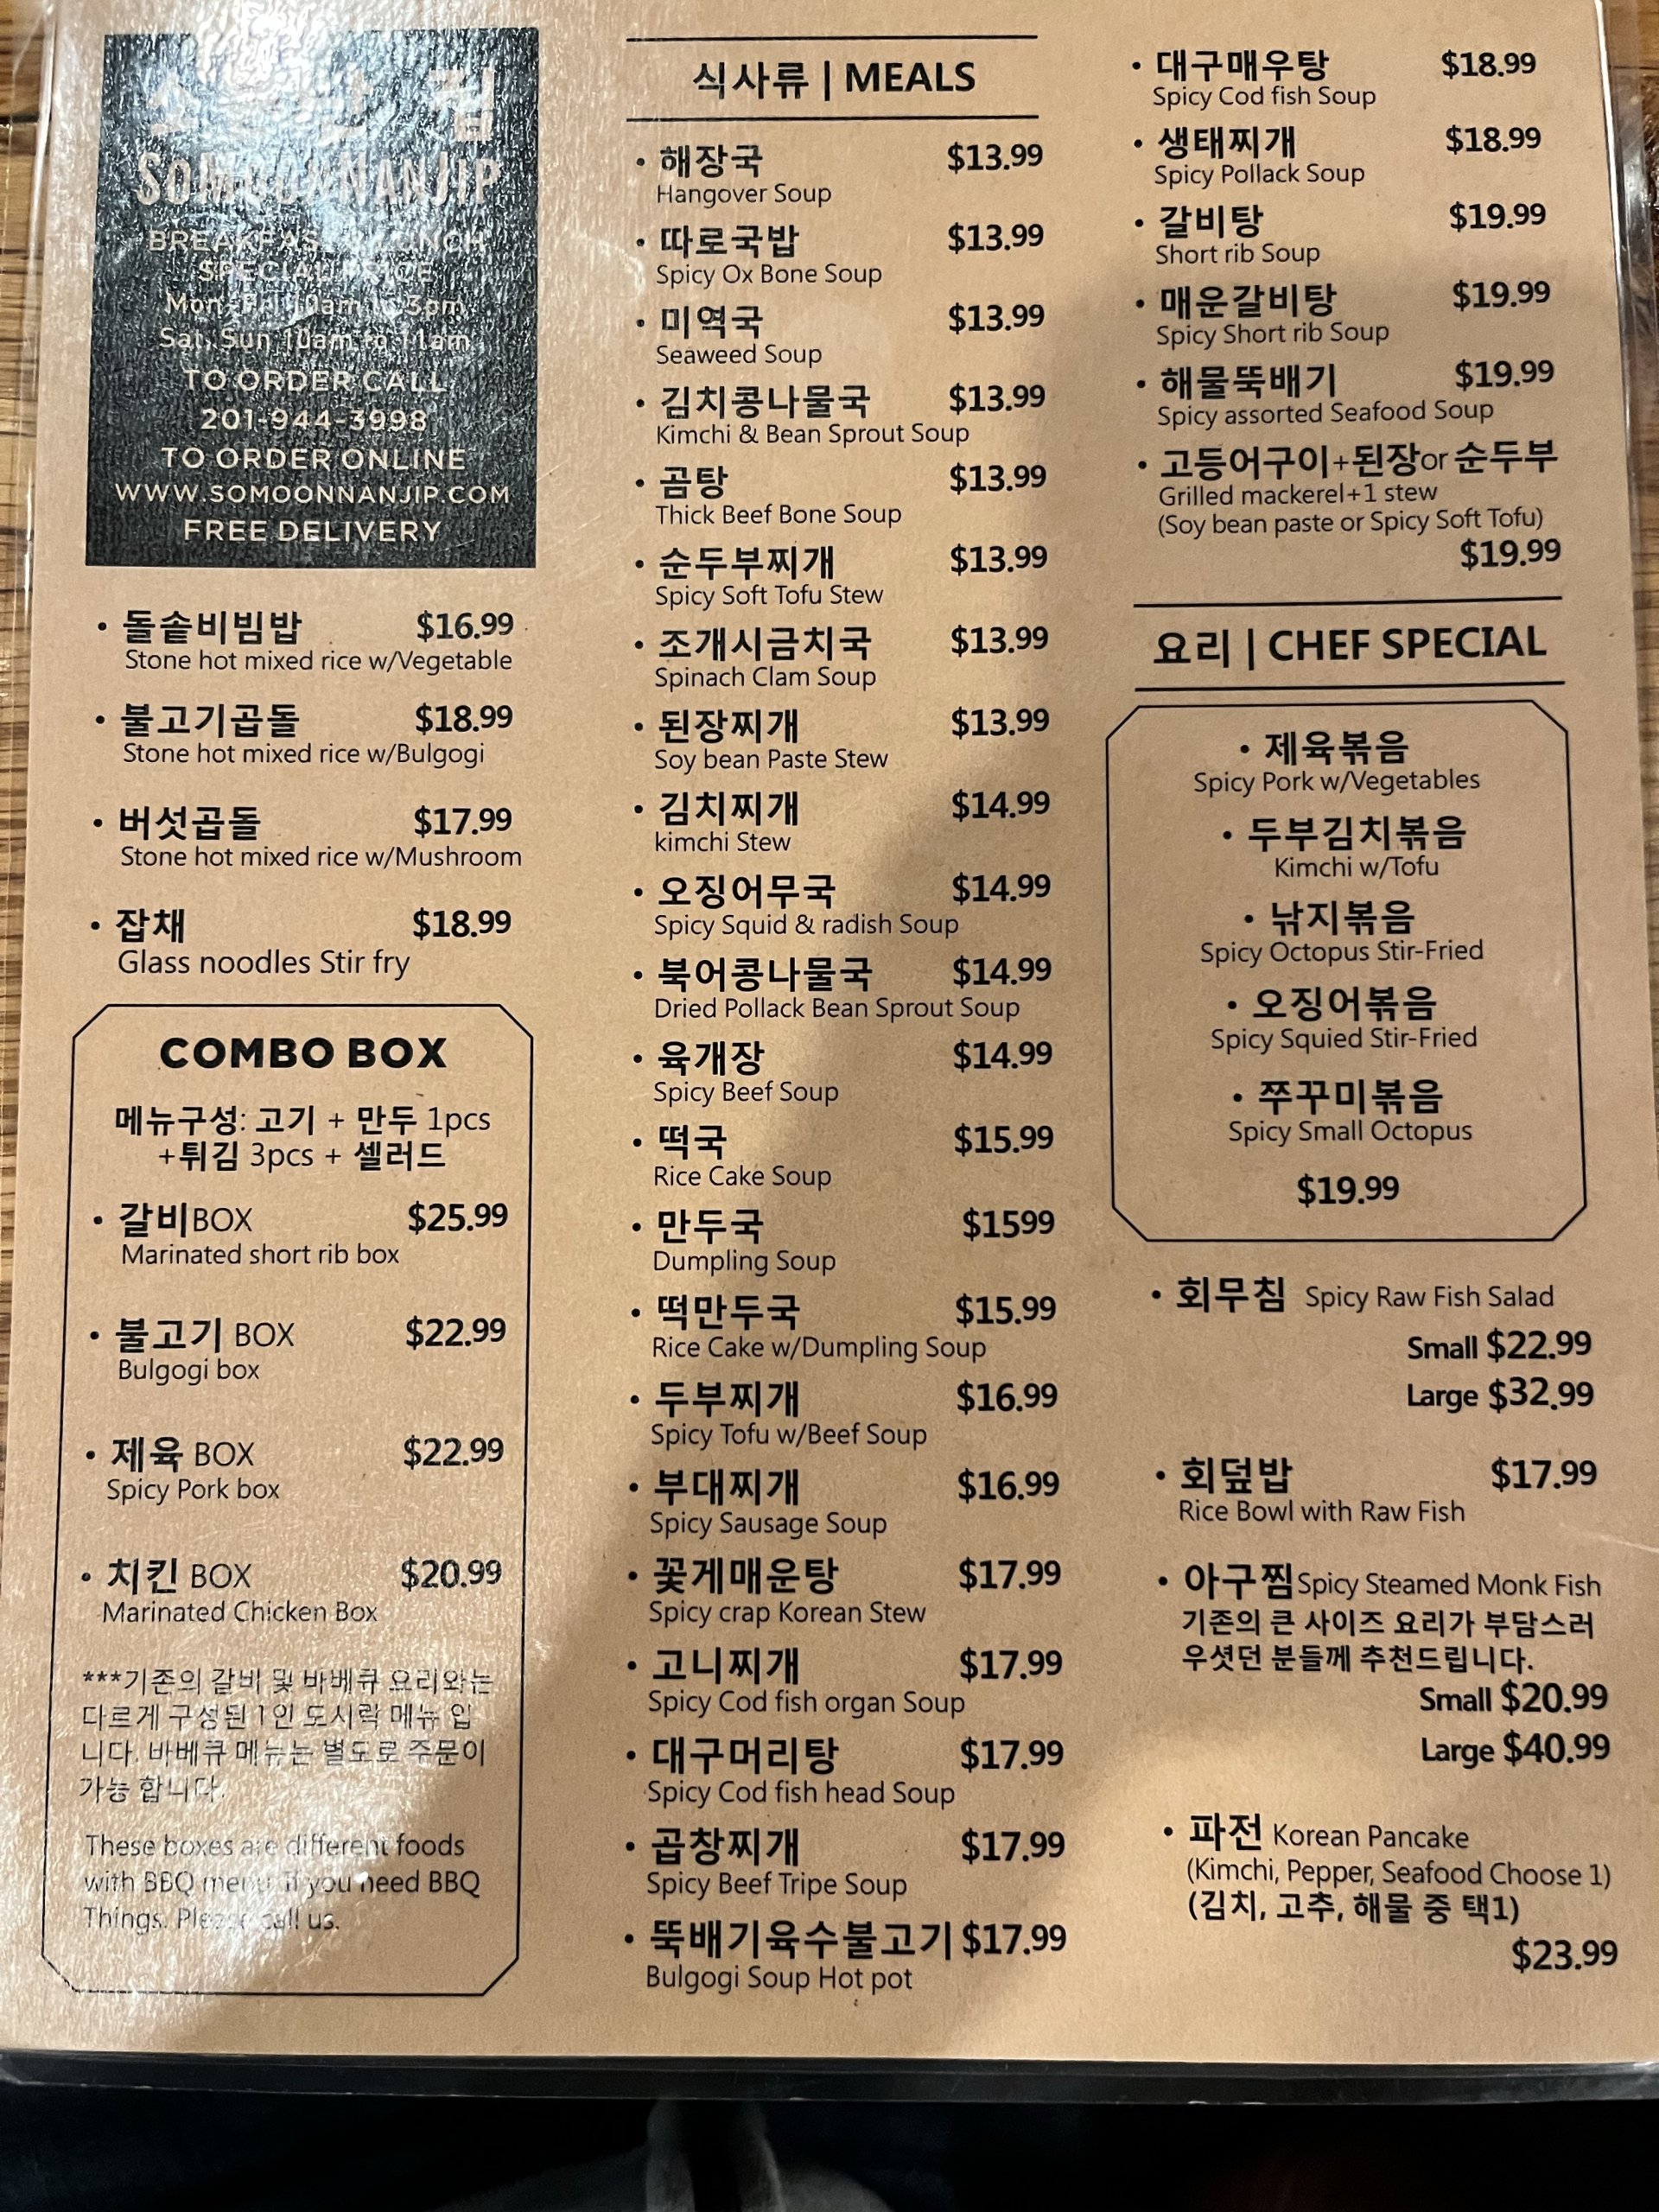 소문난집
SOMOONNANJIP
BREAKFAST LUNCH
SPECIAL PRICE
Mon-Fri 10am to 3pm
Sat, Sun 10am to 11am
TO ORDER CALL
201-944-3998
TO ORDER ONLINE
WWW.SOMOONNANJIP.COM
FREE DELIVERY
• 돌솥비빔밥 $16.99
Stone hot mixed rice w/Vegetable
• 불고기곱돌 $18.99
Stone hot mixed rice w/Bulgogi
• 버섯곱돌 $17.99
Stone hot mixed rice w/Mushroom
• 잡채 $18.99
Glass noodles Stir fry
COMBO BOX
메뉴구성: 고기 + 만두 1pcs
+튀김 3pcs + 셀러드
• 갈비BOX $25.99
Marinated short rib box
• 불고기 BOX $22.99
Bulgogi box
• 제육 BOX $22.99
Spicy Pork box
• 치킨 BOX $20.99
Marinated Chicken Box
***기존의 갈비 및 바베큐 요리와는
다르게 구성된 1인 도시락 메뉴 입
니다. 바베큐 메뉴는 별도로 주문이
가능 합니다.
These boxes are different foods
with BBQ menu. If you need BBQ
Things. Please call us.
식사류 | MEALS
• 해장국 $13.99
Hangover Soup
• 따로국밥 $13.99
Spicy Ox Bone Soup
• 미역국 $13.99
Seaweed Soup
• 김치콩나물국 $13.99
Kimchi & Bean Sprout Soup
• 곰탕 $13.99
Thick Beef Bone Soup
• 순두부찌개 $13.99
Spicy Soft Tofu Stew
• 조개시금치국 $13.99
Spinach Clam Soup
• 된장찌개 $13.99
Soy bean Paste Stew
• 김치찌개 $14.99
kimchi Stew
• 오징어무국 $14.99
Spicy Squid & radish Soup
• 북어콩나물국 $14.99
Dried Pollack Bean Sprout Soup
• 육개장 $14.99
Spicy Beef Soup
• 떡국 $15.99
Rice Cake Soup
• 만두국 $1599
Dumpling Soup
• 떡만두국 $15.99
Rice Cake w/Dumpling Soup
• 두부찌개 $16.99
Spicy Tofu w/Beef Soup
• 부대찌개 $16.99
Spicy Sausage Soup
• 꽃게매운탕 $17.99
Spicy crap Korean Stew
• 고니찌개 $17.99
Spicy Cod fish organ Soup
• 대구머리탕 $17.99
Spicy Cod fish head Soup
• 곱창찌개 $17.99
Spicy Beef Tripe Soup
• 뚝배기육수불고기 $17.99
Bulgogi Soup Hot pot
• 대구매우탕 $18.99
Spicy Cod fish Soup
• 생태찌개 $18.99
Spicy Pollack Soup
• 갈비탕 $19.99
Short rib Soup
• 매운갈비탕 $19.99
Spicy Short rib Soup
• 해물뚝배기 $19.99
Spicy assorted Seafood Soup
• 고등어구이+된장or 순두부
Grilled mackerel+1 stew
(Soy bean paste or Spicy Soft Tofu)
$19.99
요리 | CHEF SPECIAL
• 제육볶음
Spicy Pork w/Vegetables
• 두부김치볶음
Kimchi w/Tofu
• 낚지볶음
Spicy Octopus Stir-Fried
• 오징어볶음
Spicy Squied Stir-Fried
• 쭈꾸미볶음
Spicy Small Octopus
$19.99
• 회무침 Spicy Raw Fish Salad
Small $22.99
Large $32.99
• 회덮밥 $17.99
Rice Bowl with Raw Fish
• 아구찜Spicy Steamed Monk Fish
기존의 큰 사이즈 요리가 부담스러
우셧던 분들께 추천드립니다.
Small $20.99
Large $40.99
• 파전 Korean Pancake
(Kimchi, Pepper, Seafood Choose 1)
(김치, 고추, 해물 중 택1)
$23.99